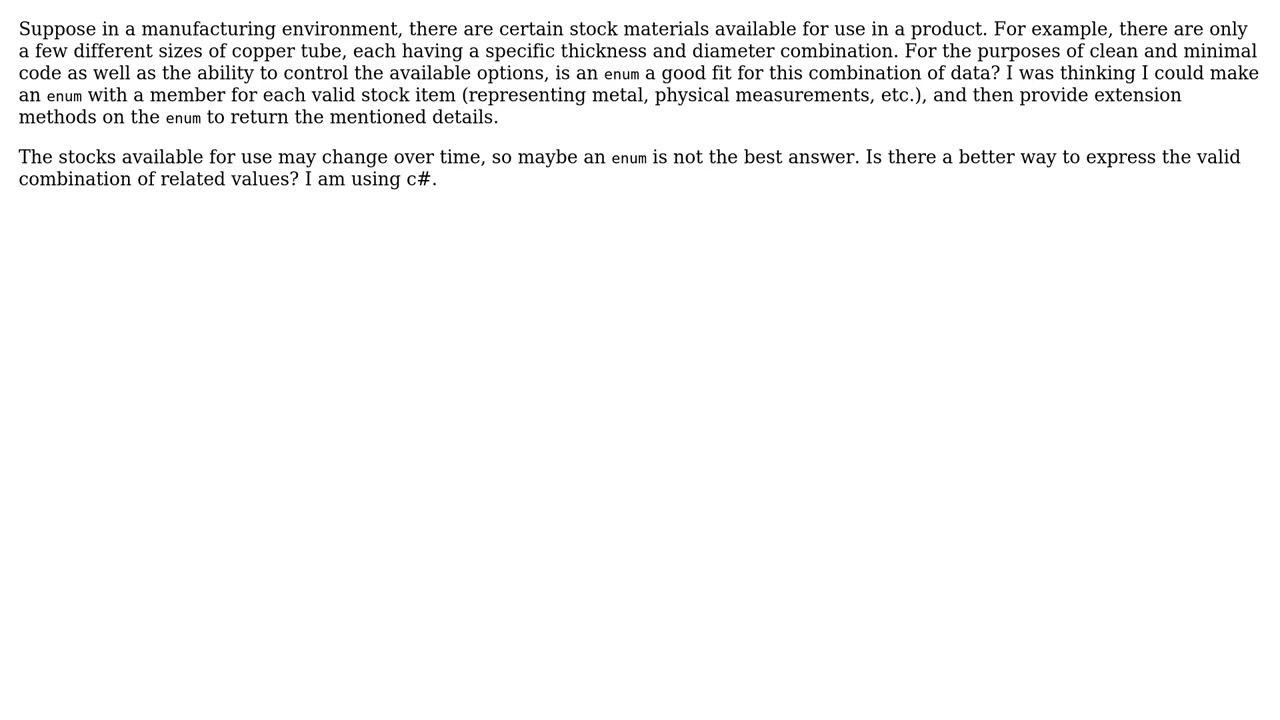 Suppose in a manufacturing environment, there are certain stock materials available for use in a product. For example, there are only
a few different sizes of copper tube, each having a specific thickness and diameter combination. For the purposes of clean and minimal
code as well as the ability to control the available options, is an enum a good fit for this combination of data? I was thinking I could make
an enum with a member for each valid stock item (representing metal, physical measurements, etc.), and then provide extension
methods on the enum to return the mentioned details.
The stocks available for use may change over time, so maybe an enum is not the best answer. Is there a better way to express the valid
combination of related values? I am using c#.